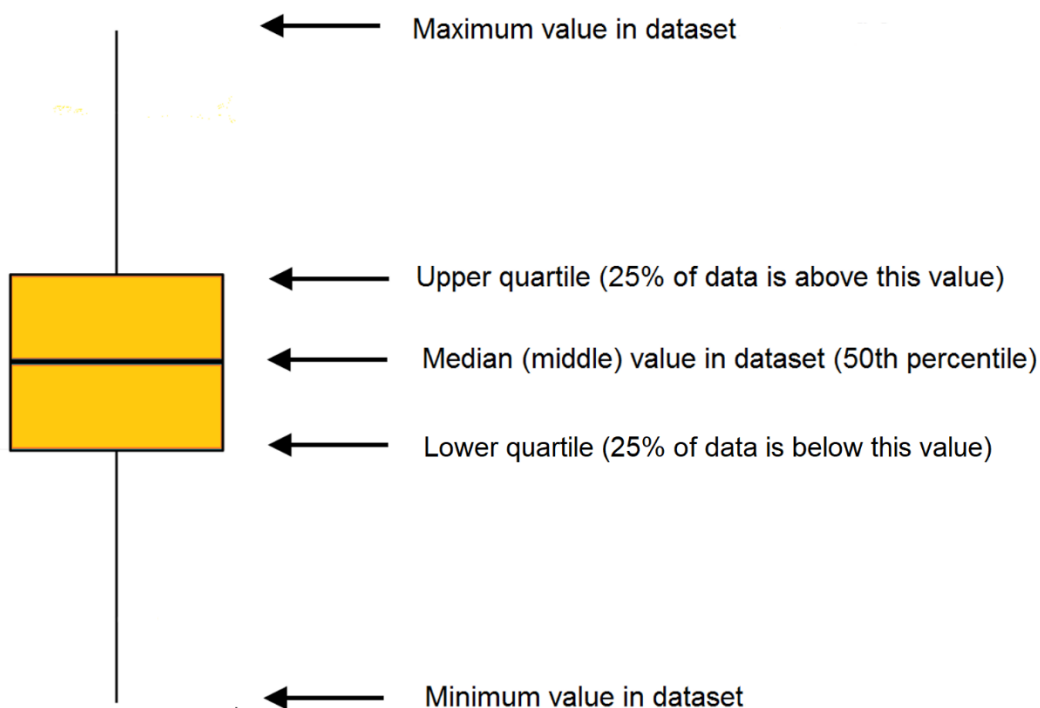 Maximum value in dataset
Upper quartile (25% of data is above this value)
Median (middle) value in dataset (50th percentile)
Lower quartile (25% of data is below this value)
Minimum value in dataset